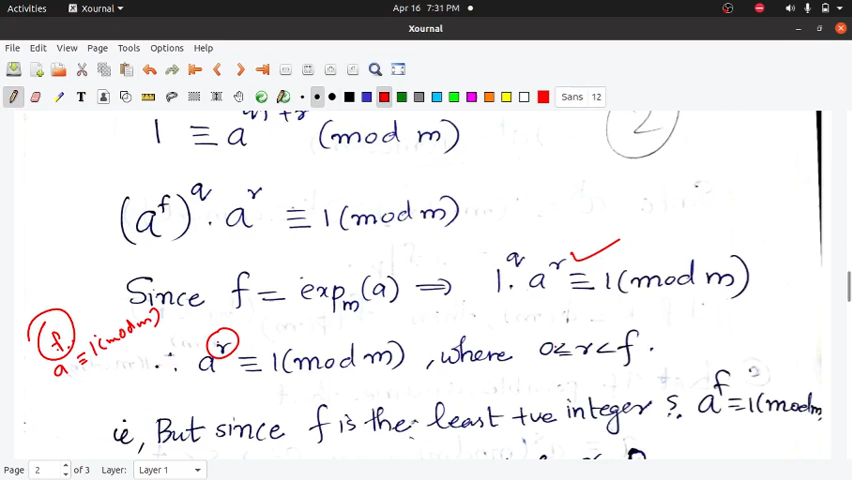 Activities Xournal Apr 16 7:31 PM
Xournal
File Edit View Page Tools Options Help
Sans 12
2
1 ≡ a^{qf+r} (mod m)
(a^f)^q . a^r ≡ 1 (mod m)
Since f = exp_m(a) ⟹ 1^q. a^r ≡ 1 (mod m)
a^f ≡ 1 (mod m)
∴ a^r ≡ 1 (mod m), where 0≤r<f.
ie, But since f is the least +ve integer s. a^f ≡ 1 (mod m)
Page 2 of 3 Layer: Layer 1